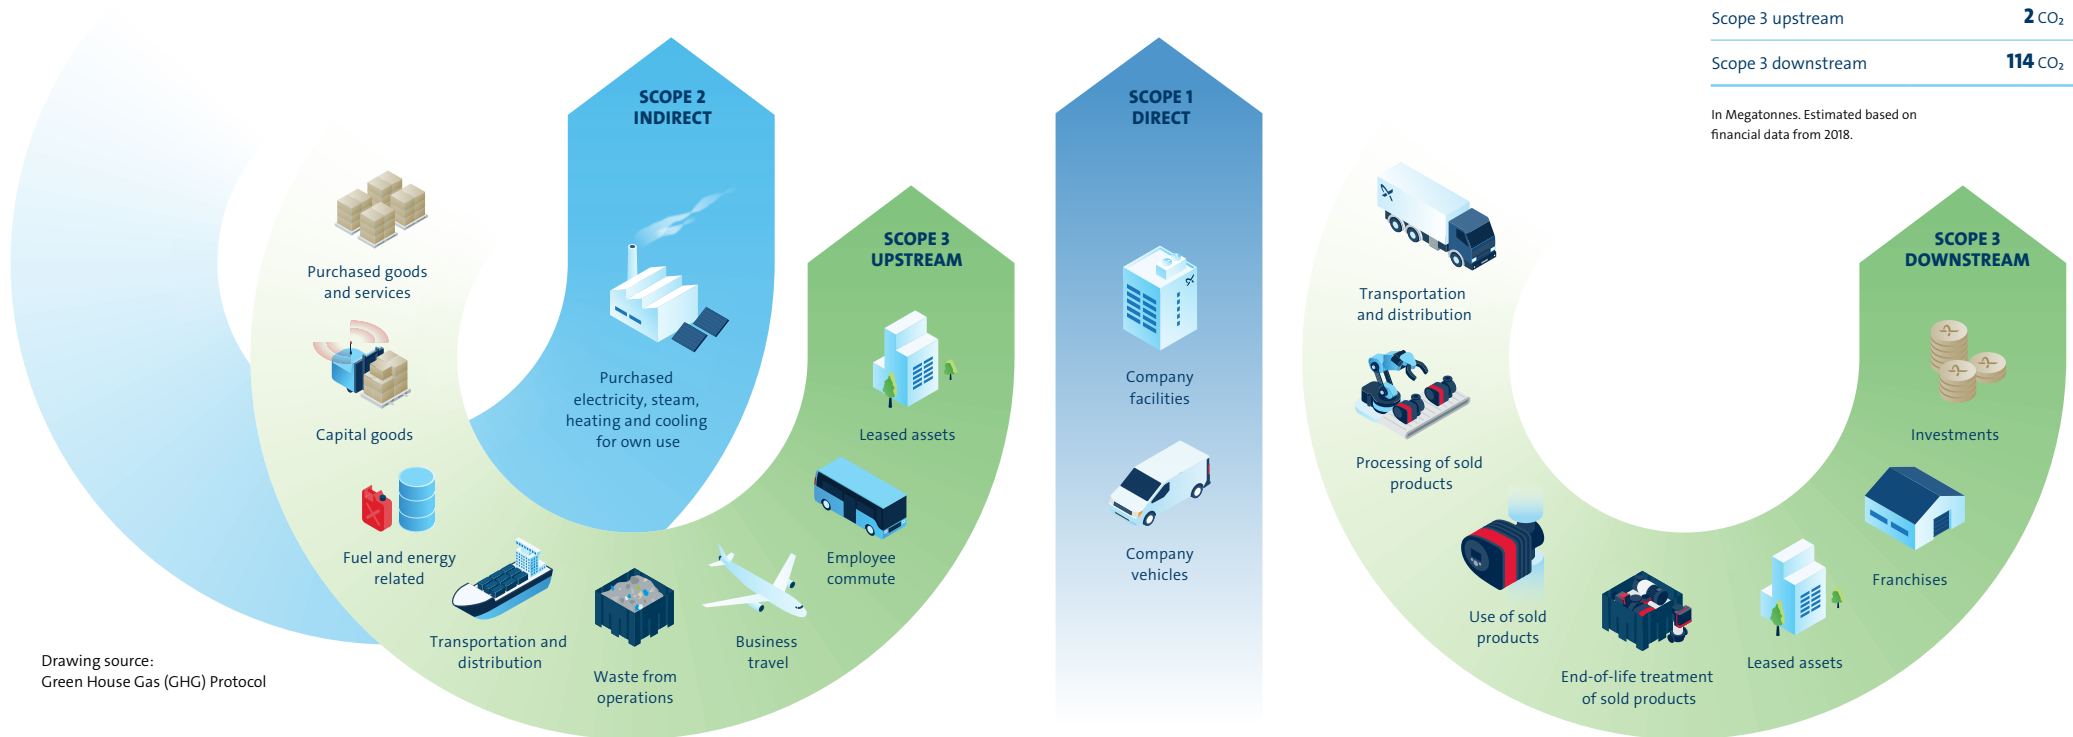 Scope 3 upstream 2 CO₂
Scope 3 downstream 114 CO₂
In Megatonnes. Estimated based on
financial data from 2018.
SCOPE 2
INDIRECT
Purchased
electricity, steam,
heating and cooling
for own use
SCOPE 3
UPSTREAM
Purchased goods
and services
Capital goods
Fuel and energy
related
Transportation and
distribution
Waste from
operations
Business
travel
Employee
commute
Leased assets
SCOPE 1
DIRECT
Company
facilities
Company
vehicles
SCOPE 3
DOWNSTREAM
Transportation
and distribution
Processing of sold
products
Use of sold
products
End-of-life treatment
of sold products
Leased assets
Franchises
Investments
Drawing source:
Green House Gas (GHG) Protocol